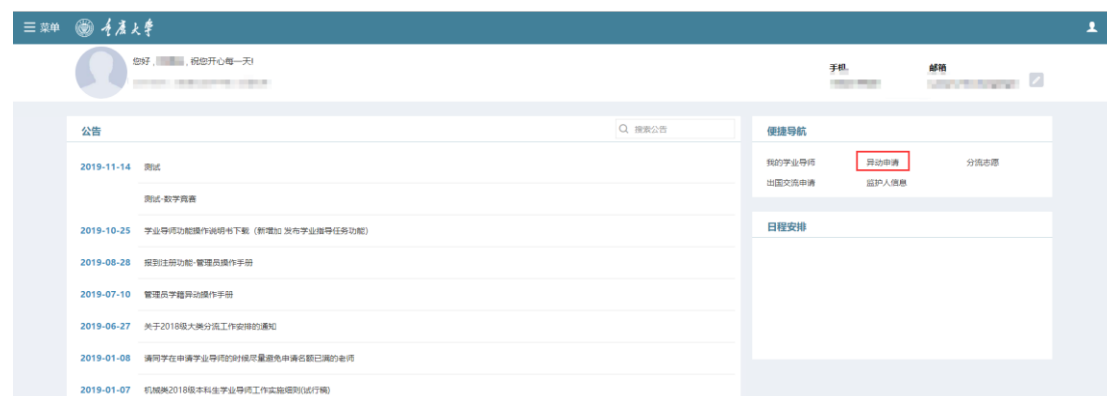 菜单 重庆大学
您好， ，祝您开心每一天!
手机 邮箱
公告 搜索公告
2019-11-14 测试
测试-数学竞赛
2019-10-25 学业导师功能操作说明书下载（新增加 发布学业指导任务功能）
2019-08-28 报到注册功能-管理员操作手册
2019-07-10 管理员学籍异动操作手册
2019-06-27 关于2018级大类分流工作安排的通知
2019-01-08 请同学在申请学业导师的时候尽量避免申请名额已满的老师
2019-01-07 机械类2018级本科生学业导师工作实施细则(试行稿)
便捷导航
我的学业导师 异动申请 分流志愿
出国交流申请 监护人信息
日程安排